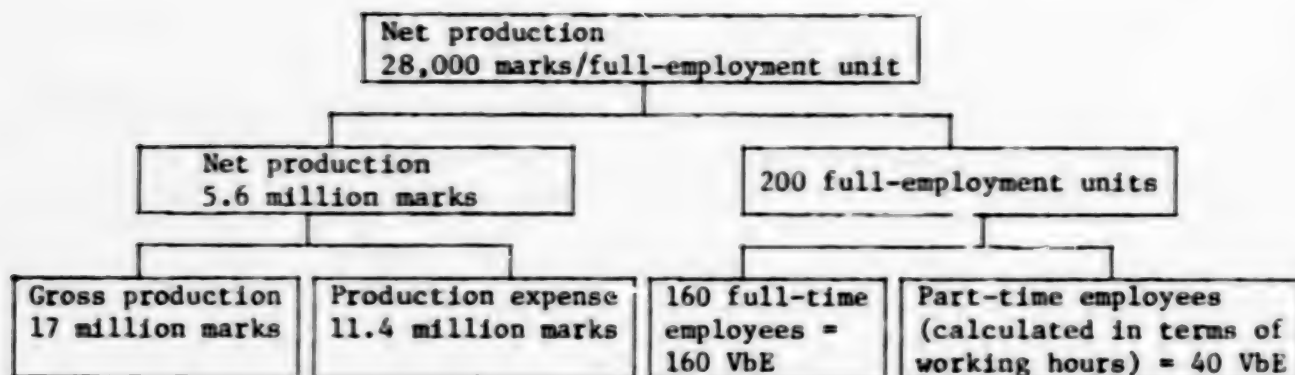 Net production
28,000 marks/full-employment unit
Net production
5.6 million marks
200 full-employment units
Gross production
17 million marks
Production expense
11.4 million marks
160 full-time
employees =
160 VbE
Part-time employees
(calculated in terms of
working hours) = 40 VbE